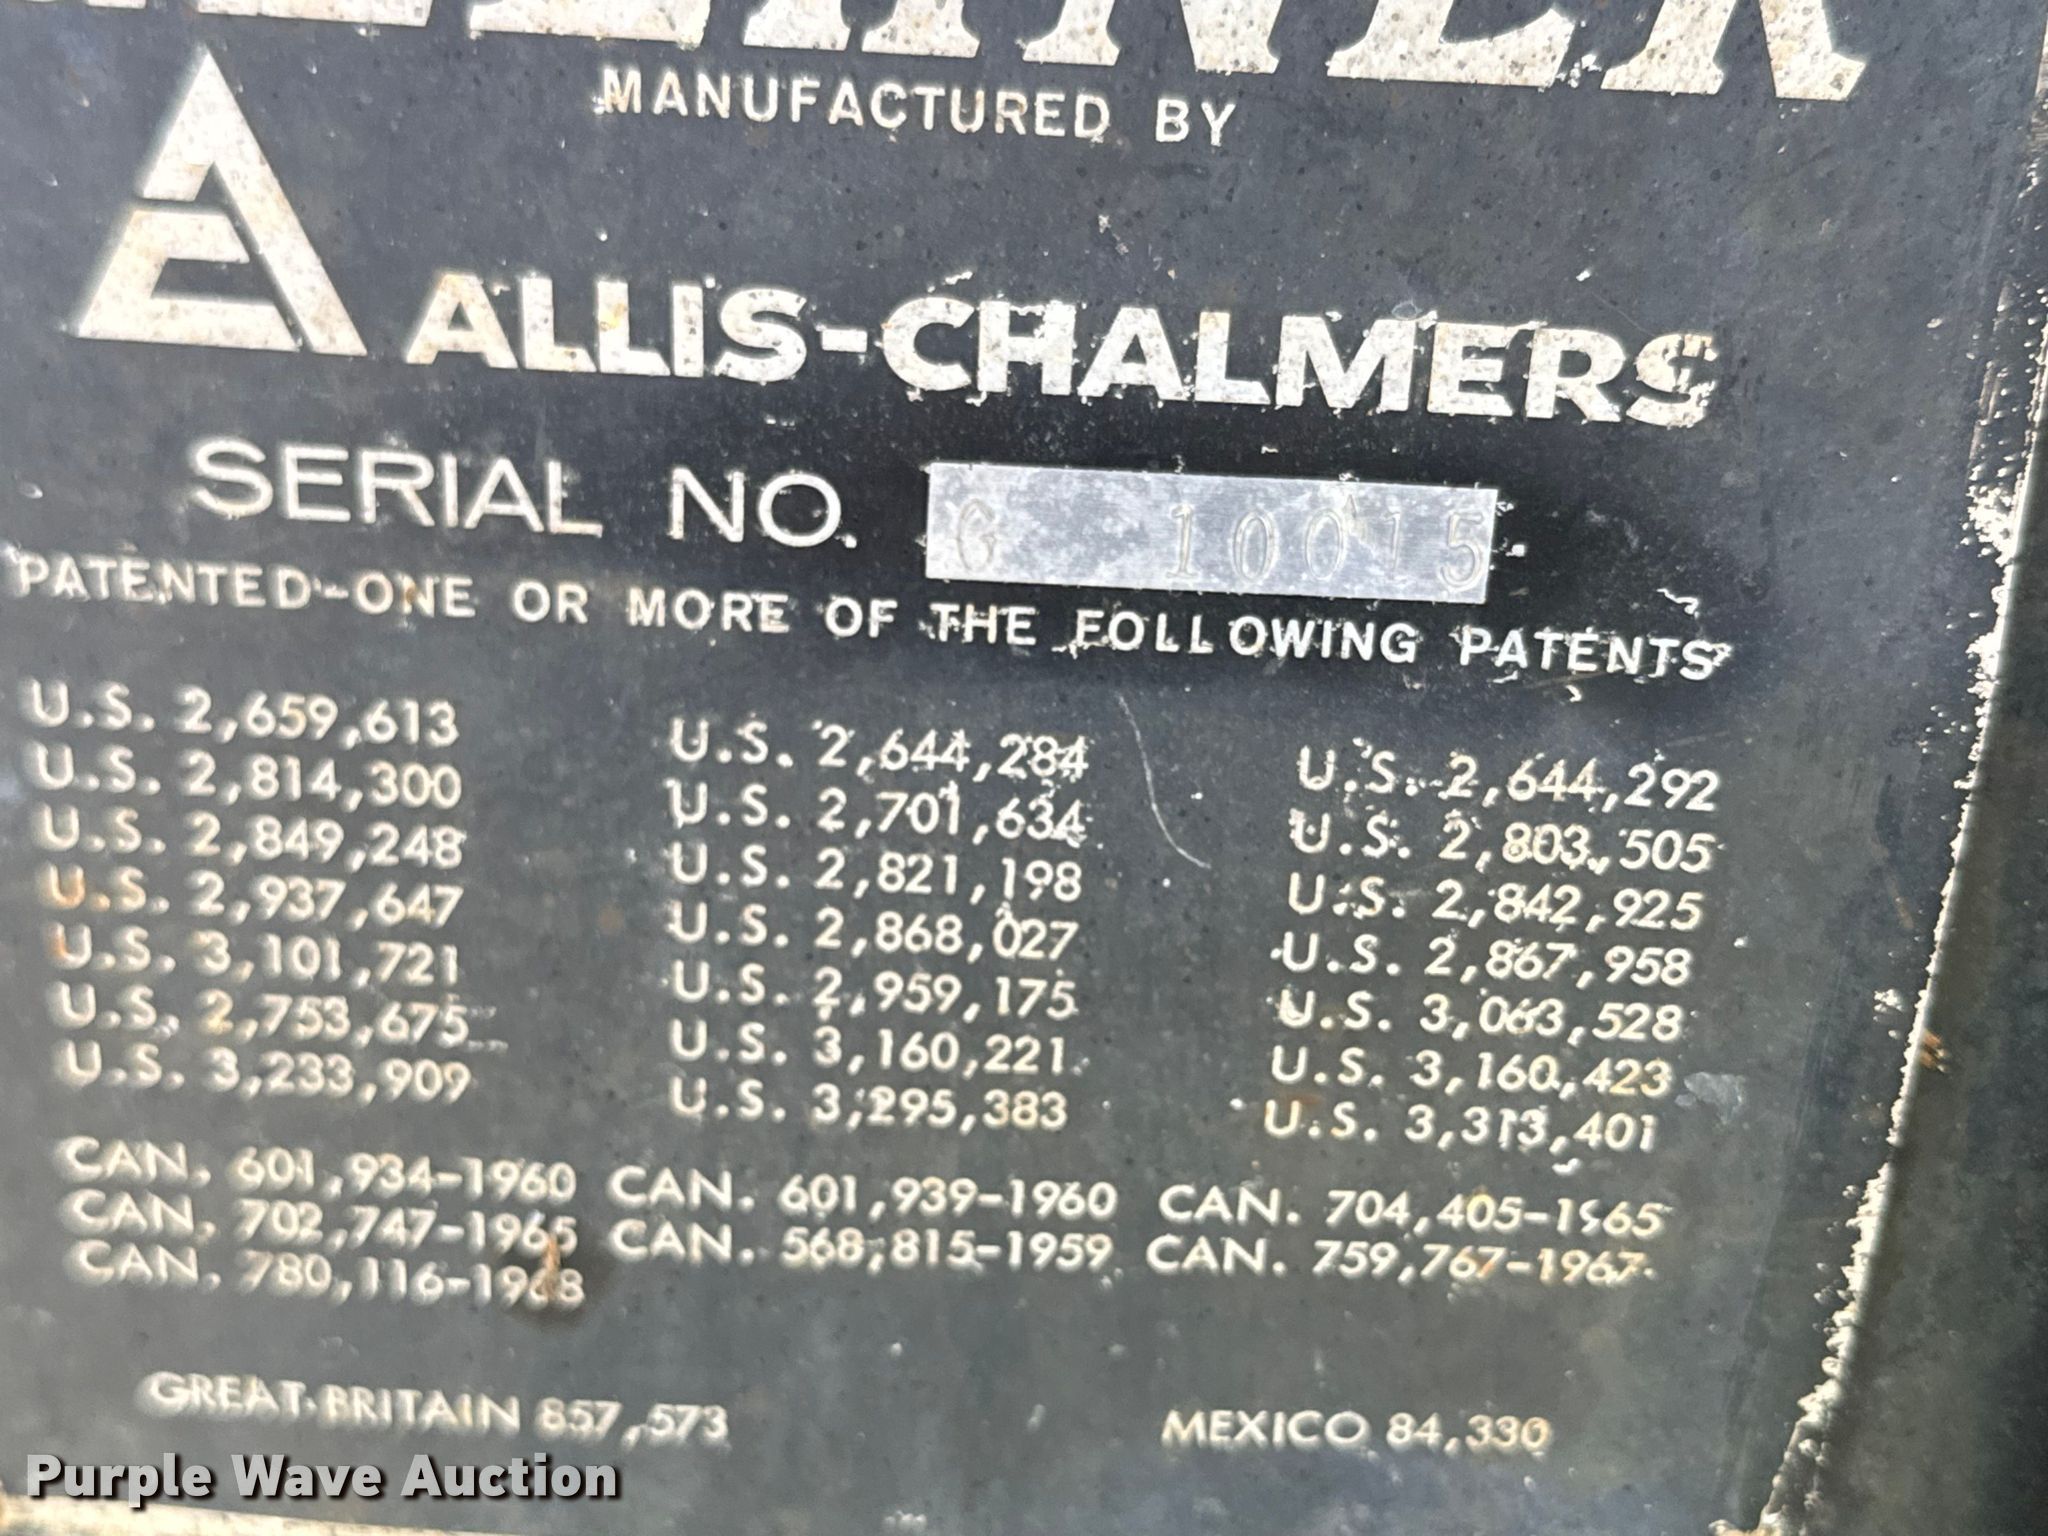 MANUFACTURED BY
ALLIS-CHALMERS
SERIAL NO. G 10015
PATENTED-ONE OR MORE OF THE FOLLOWING PATENTS
U.S. 2,659,613 U.S. 2,644,284 U.S. 2,644,292
U.S. 2,814,300 U.S. 2,701,634 U.S. 2,803,505
U.S. 2,849,248 U.S. 2,821,198 U.S. 2,842,925
U.S. 2,937,647 U.S. 2,868,027 U.S. 2,867,958
U.S. 3,101,721 U.S. 2,959,175 U.S. 3,063,528
U.S. 2,753,675 U.S. 3,160,221 U.S. 3,160,423
U.S. 3,233,909 U.S. 3,295,383 U.S. 3,313,401
CAN. 601,934-1960 CAN. 601,939-1960 CAN. 704,405-1965
CAN. 702,747-1965 CAN. 568,815-1959 CAN. 759,767-1967
CAN. 780,116-1968
GREAT BRITAIN 857,573 MEXICO 84,330
Purple Wave Auction